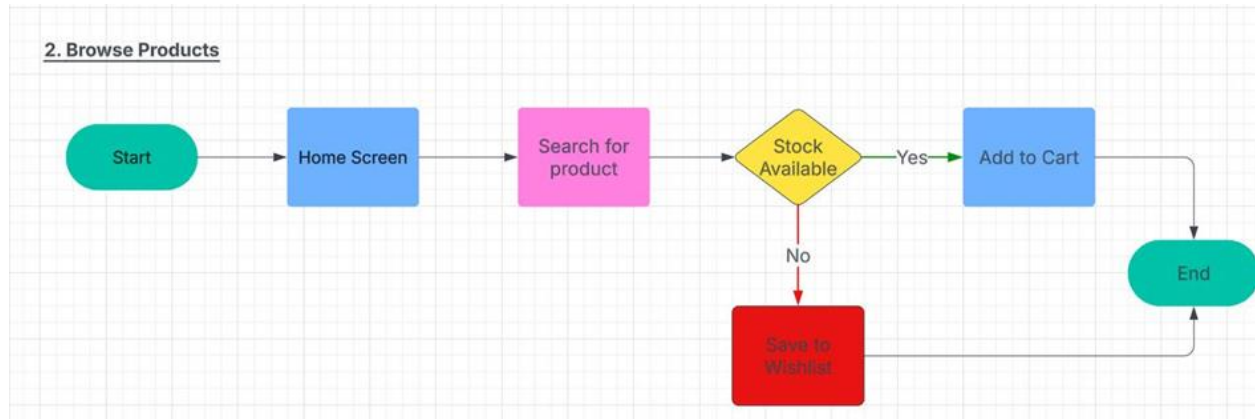 2. Browse Products
Start
Home Screen
Search for
product
Stock
Available
Yes
Add to Cart
No
End
Save to
Wishlist